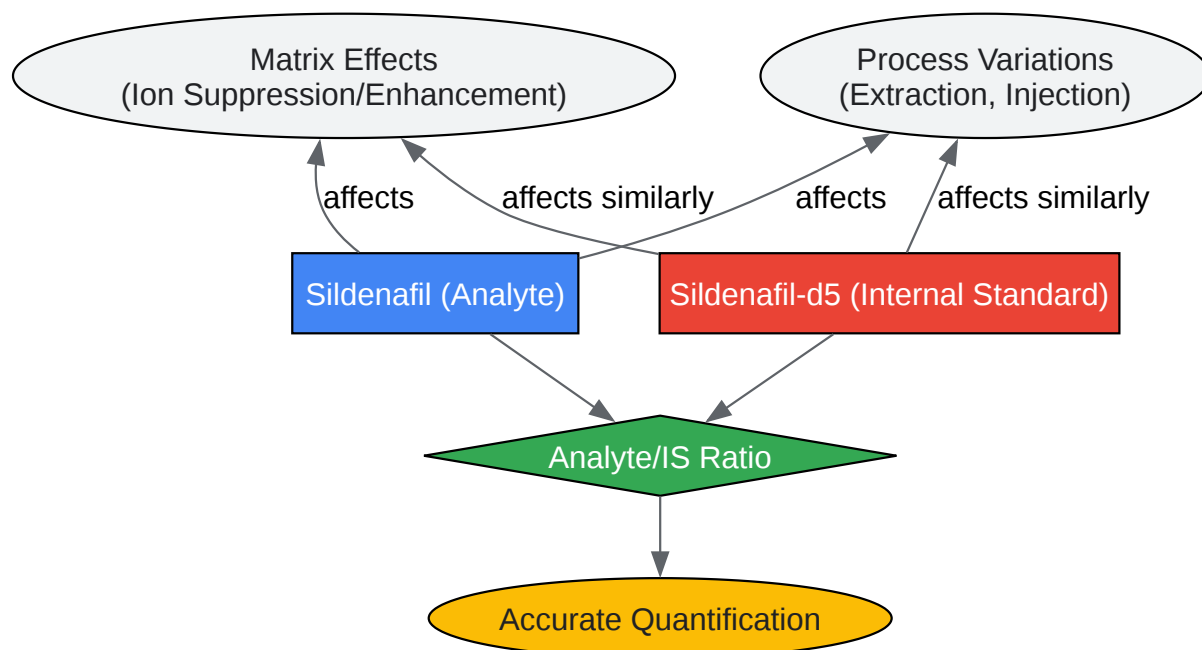 Matrix Effects
(Ion Suppression/Enhancement)
Process Variations
(Extraction, Injection)
affects
affects similarly
affects
affects similarly
Sildenafil (Analyte)
Sildenafil-d5 (Internal Standard)
Analyte/IS Ratio
Accurate Quantification